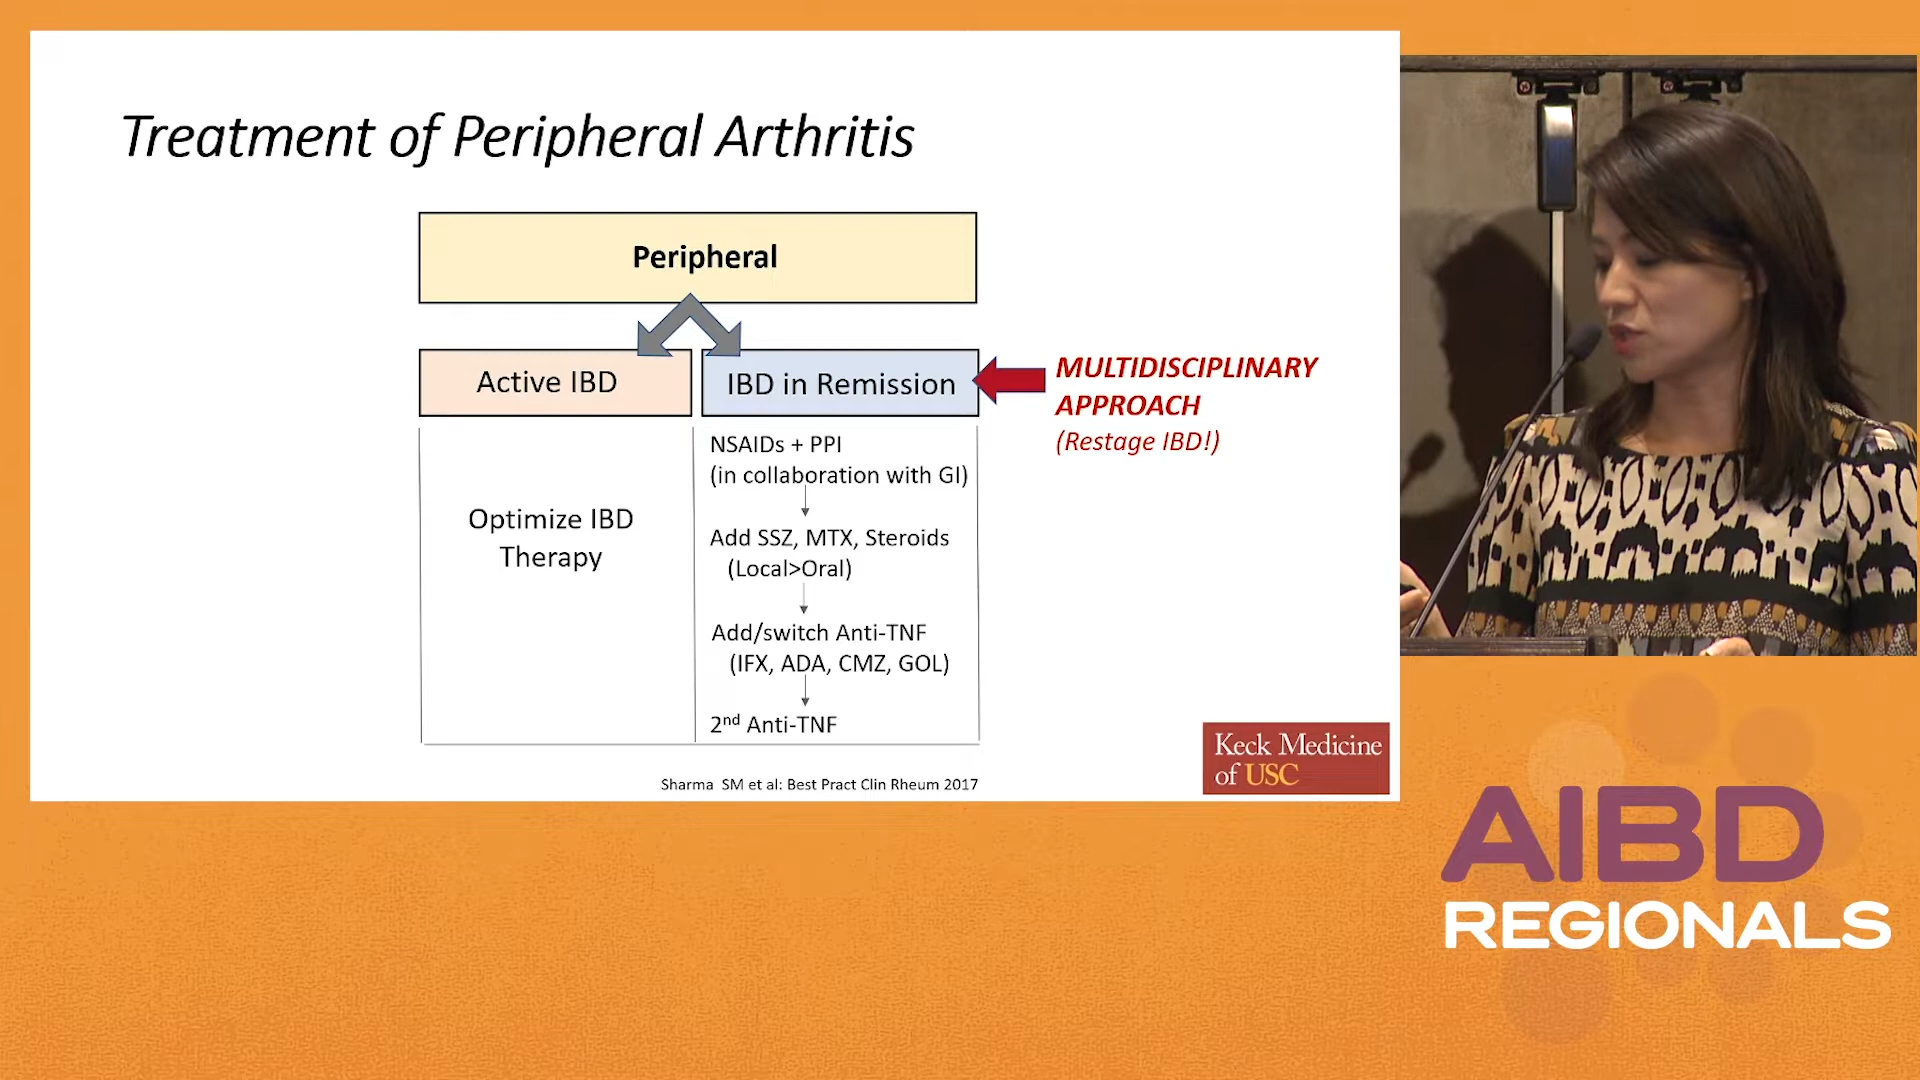 Treatment of Peripheral Arthritis
Peripheral
Active IBD
IBD in Remission
MULTIDISCIPLINARY
APPROACH
(Restage IBD!)
Optimize IBD
Therapy
NSAIDs + PPI
(in collaboration with GI)
Add SSZ, MTX, Steroids
(Local>Oral)
Add/switch Anti-TNF
(IFX, ADA, CMZ, GOL)
2nd Anti-TNF
Sharma SM et al: Best Pract Clin Rheum 2017
Keck Medicine
of USC
AIBD
REGIONALS